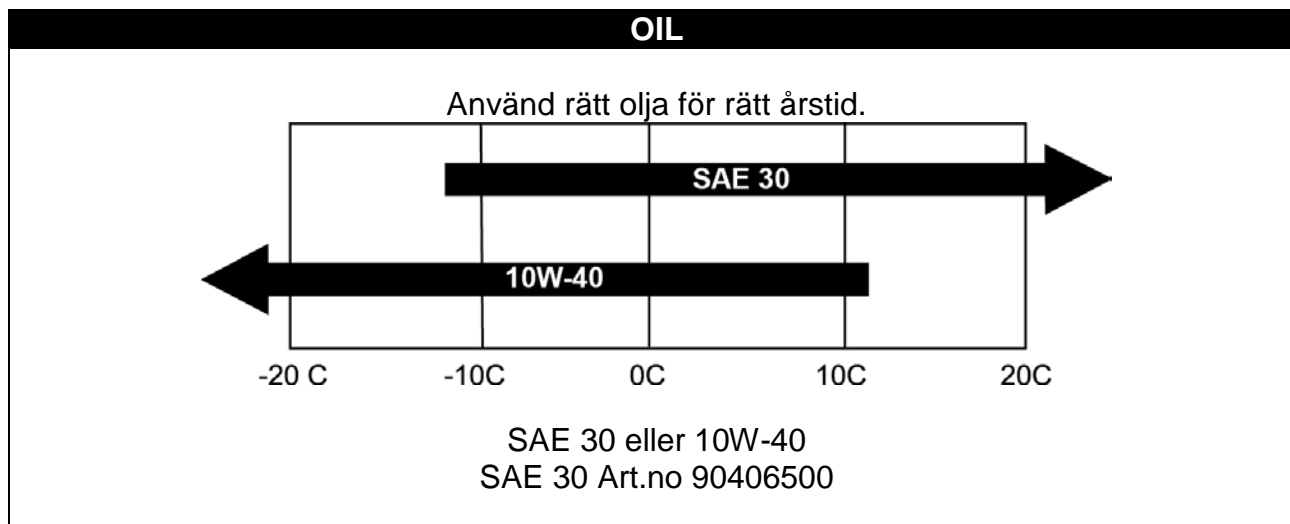 OIL
Använd rätt olja för rätt årstid.
SAE 30
10W-40
-20 C -10C 0C 10C 20C
SAE 30 eller 10W-40
SAE 30 Art.no 90406500